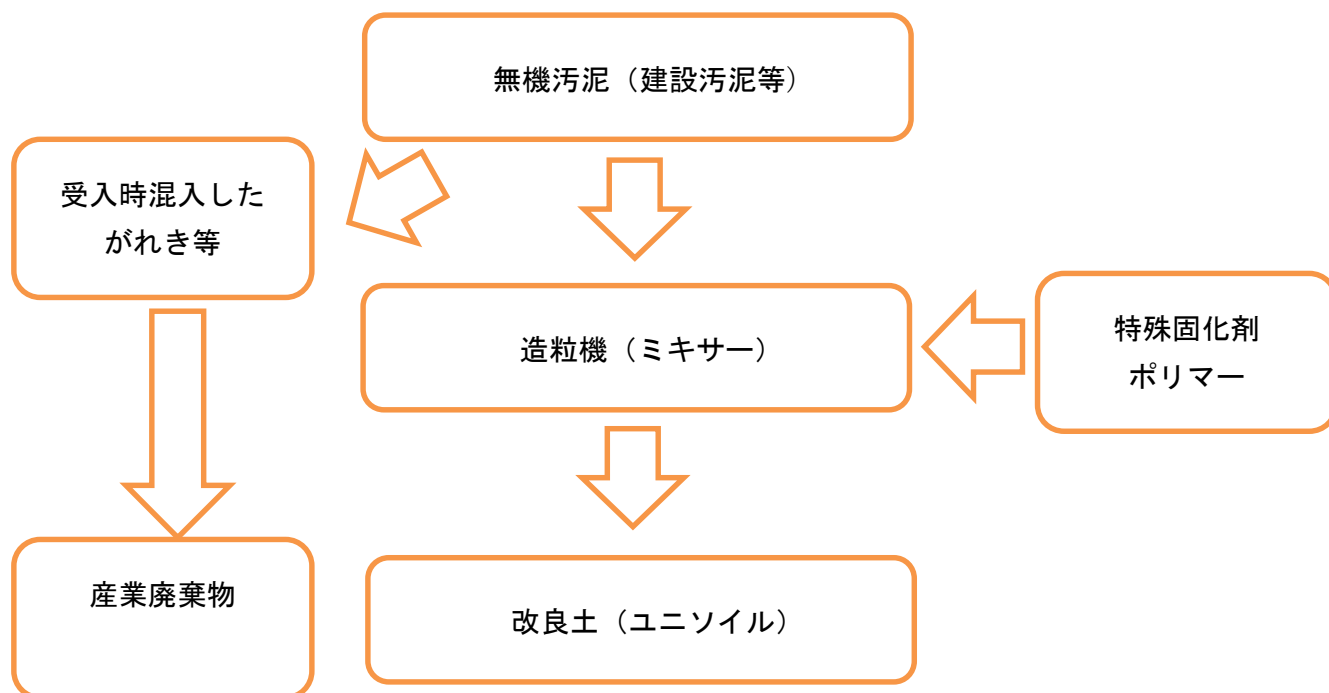 無機汚泥（建設汚泥等）
受入時混入した
がれき等
造粒機（ミキサー）
特殊固化剤
ポリマー
産業廃棄物
改良土（ユニソイル）